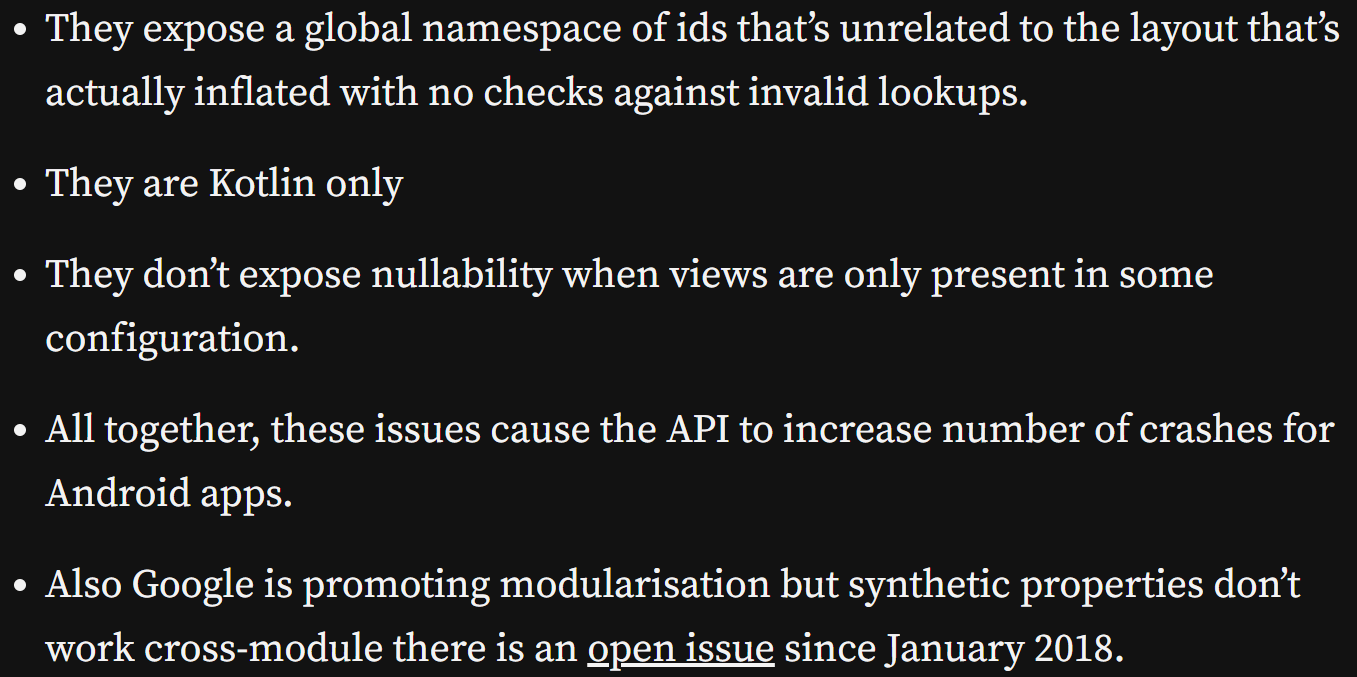 • They expose a global namespace of ids that’s unrelated to the layout that’s
actually inflated with no checks against invalid lookups.
• They are Kotlin only
• They don’t expose nullability when views are only present in some
configuration.
• All together, these issues cause the API to increase number of crashes for
Android apps.
• Also Google is promoting modularisation but synthetic properties don’t
work cross-module there is an open issue since January 2018.